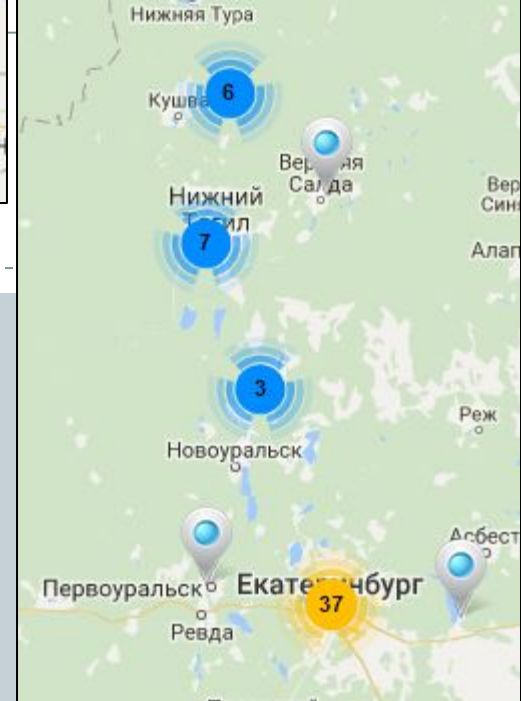 Нижняя Тура
6
Кушва
Верхняя
Салда
Нижний
Тагил
7
Вер
Син
Алап
3
Реж
Новоуральск
Асбест
Первоуральск
Екатеринбург
37
Ревда